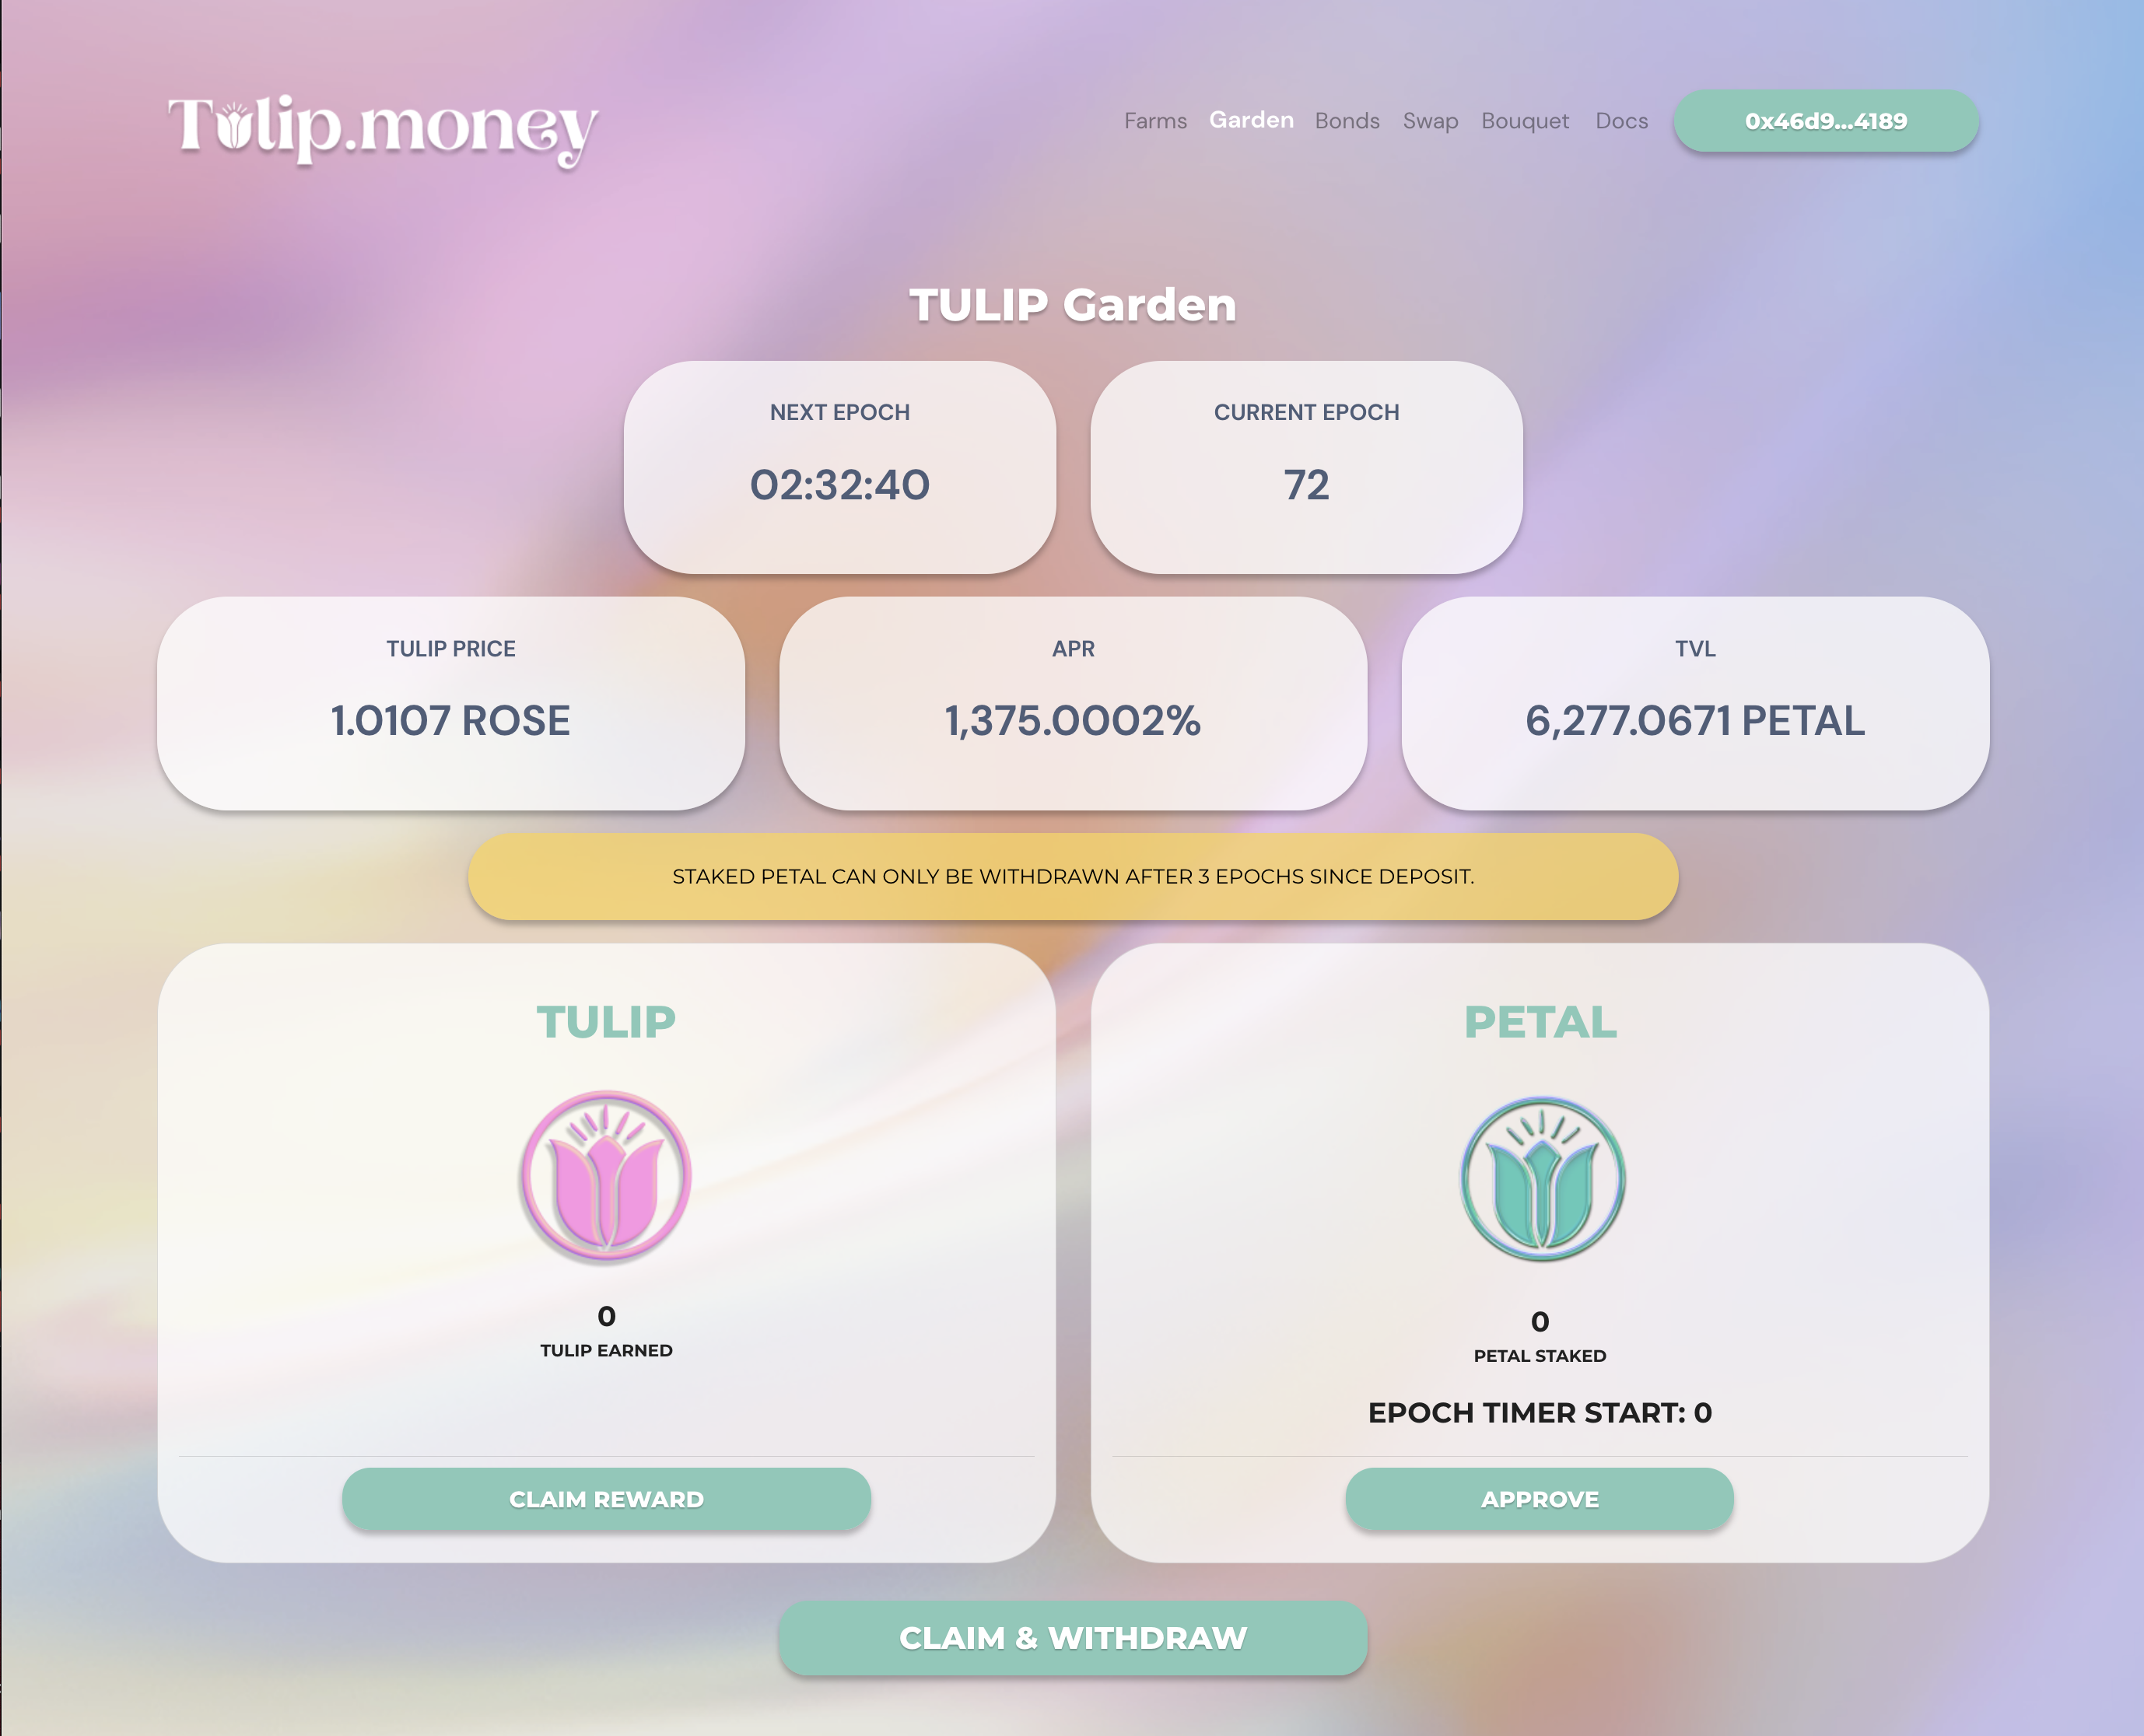 Tulip.money
Farms Garden Bonds Swap Bouquet Docs 0x46d9...4189
TULIP Garden
NEXT EPOCH
02:32:40
CURRENT EPOCH
72
TULIP PRICE
1.0107 ROSE
APR
1,375.0002%
TVL
6,277.0671 PETAL
STAKED PETAL CAN ONLY BE WITHDRAWN AFTER 3 EPOCHS SINCE DEPOSIT.
TULIP
0
TULIP EARNED
CLAIM REWARD
PETAL
0
PETAL STAKED
EPOCH TIMER START: 0
APPROVE
CLAIM & WITHDRAW